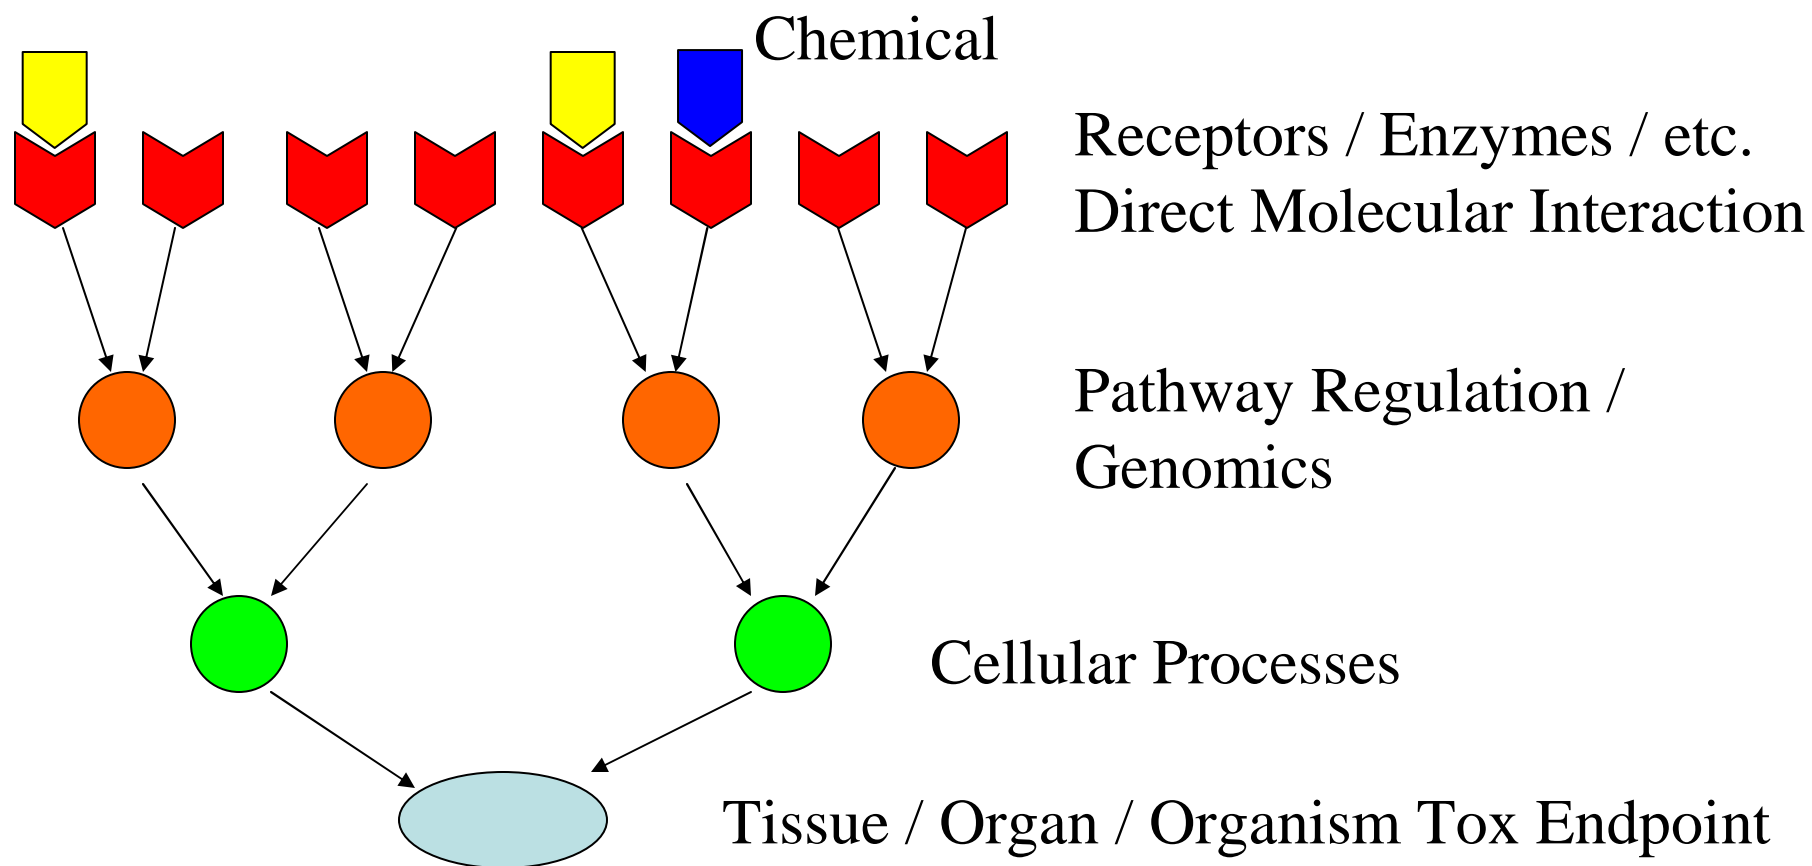 Chemical
Receptors / Enzymes / etc.
Direct Molecular Interaction
Pathway Regulation /
Genomics
Cellular Processes
Tissue / Organ / Organism Tox Endpoint